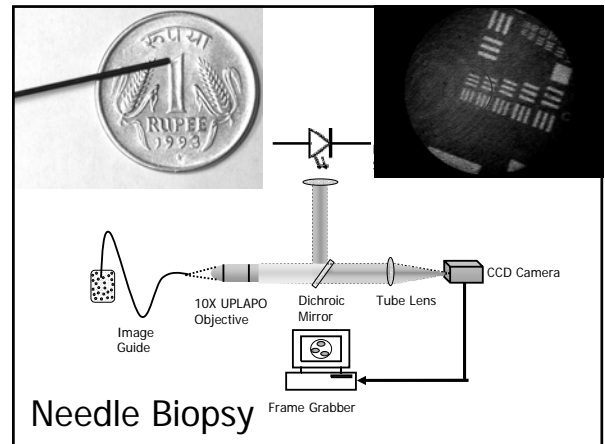 रूपया
1
RUPEE
1993
CCD Camera
10X UPLAPO
Objective
Dichroic
Mirror
Tube Lens
Image
Guide
Frame Grabber
Needle Biopsy